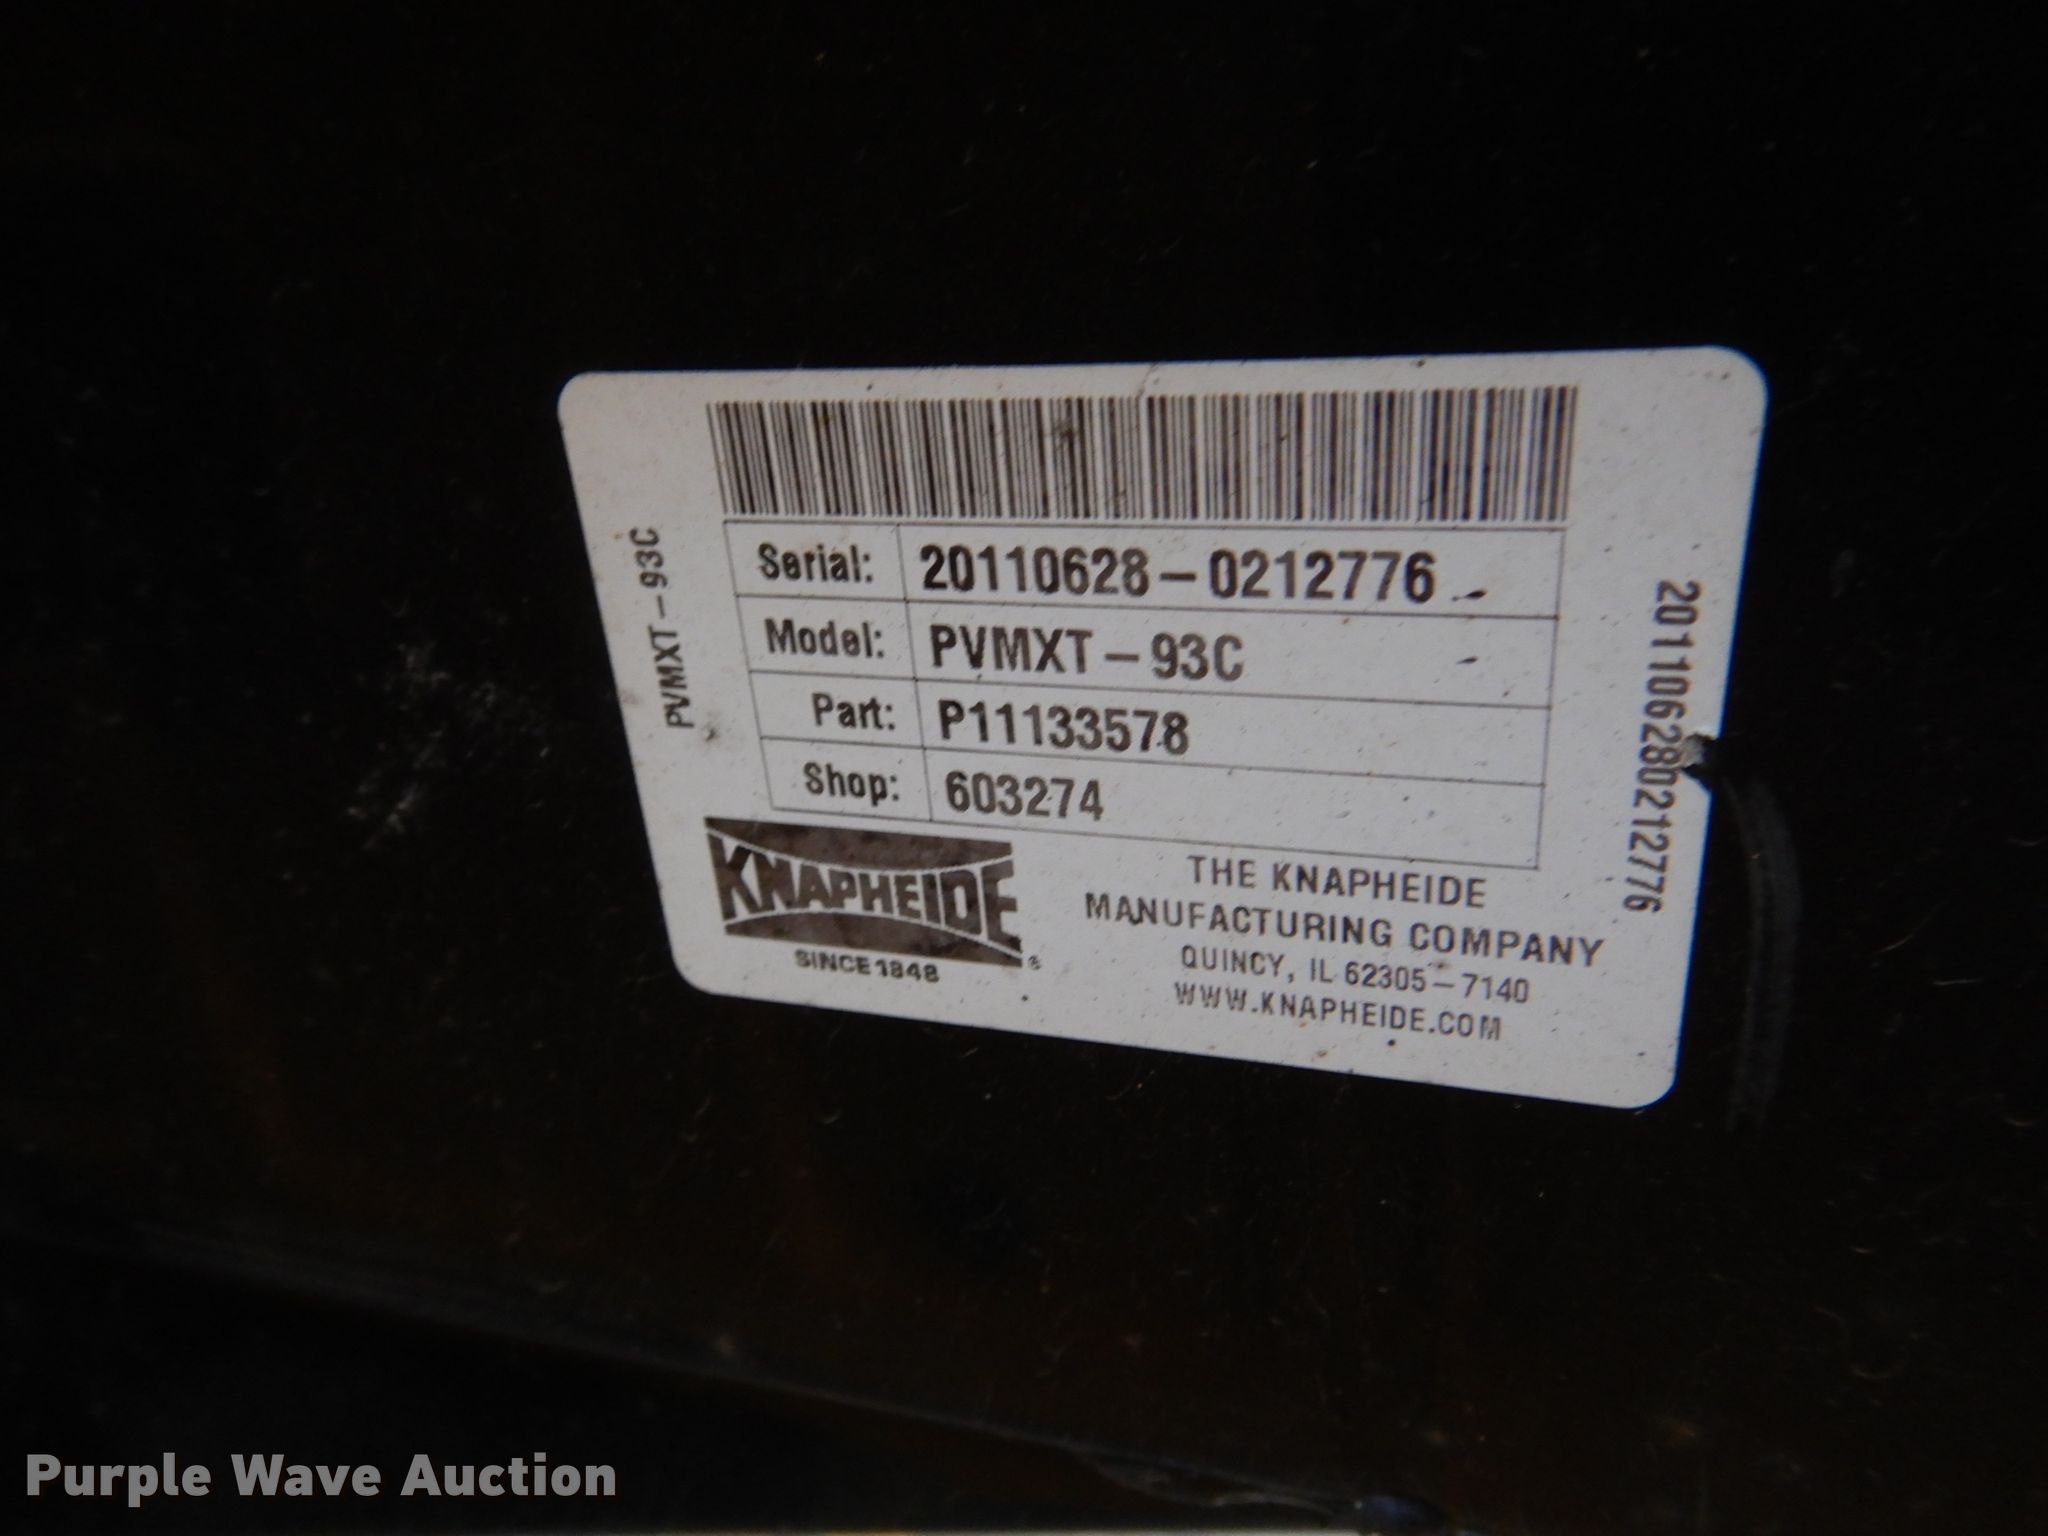 PVMXT-93C
Serial: 20110628-0212776
Model: PVMXT-93C
Part: P11133578
Shop: 603274
201106280212776
KNAPHEIDE
SINCE 1848 ®
THE KNAPHEIDE
MANUFACTURING COMPANY
QUINCY, IL 62305-7140
WWW.KNAPHEIDE.COM
Purple Wave Auction